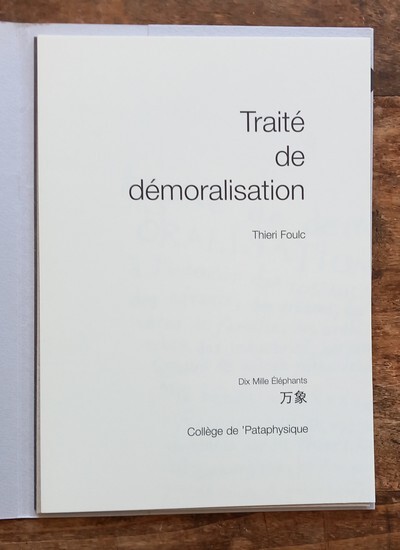 Traité
de
démoralisation
Thieri Foulc
Dix Mille Éléphants
万象
Collège de 'Pataphysique